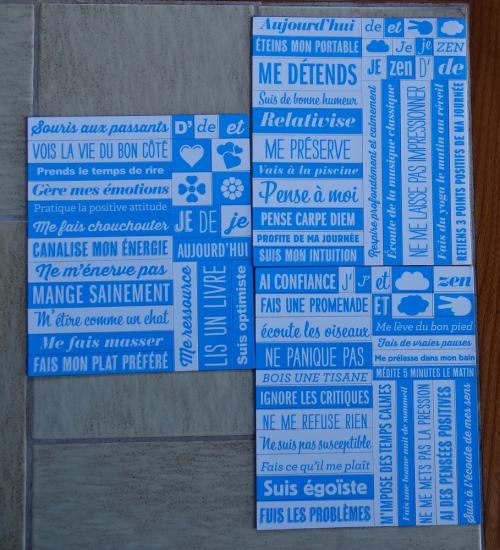 Souris aux passants
D' de et
VOIS LA VIE DU BON CÔTÉ
Prends le temps de rire
Gère mes émotions
Pratique la positive attitude
Me fais chouchouter
JE DE je
CANALISE MON ÉNERGIE
AUJOURD'HUI
Ne m'énerve pas
MANGE SAINEMENT
M'étire comme un chat
Me fais masser
FAIS MON PLAT PRÉFÉRÉ
Me ressource
LIS UN LIVRE
Suis optimiste
Aujourd'hui
de et
ÉTEINS MON PORTABLE
Je je ZEN
ME DÉTENDS
JE zen D' de
Suis de bonne humeur
Relativise
ME PRÉSERVE
Vais à la piscine
Pense à moi
PENSE CARPE DIEM
PROFITE DE MA JOURNÉE
SUIS MON INTUITION
Respire profondément et calmement
Écoute de la musique classique
NE ME LAISSE PAS IMPRESSIONNER
Fais du yoga le matin au réveil
RETIENS 3 POINTS POSITIFS DE MA JOURNÉE
AI CONFIANCE
J' J' et zen
FAIS UNE PROMENADE
ET
écoute les oiseaux
Me lève du bon pied
Fais de vraies pauses
NE PANIQUE PAS
Me prélasse dans mon bain
BOIS UNE TISANE
MÉDITE 5 MINUTES LE MATIN
IGNORE LES CRITIQUES
NE ME REFUSE RIEN
Ne suis pas susceptible
Fais ce qu'il me plaît
Suis égoïste
FUIS LES PROBLÈMES
M'IMPOSE DES TEMPS CALMES
Fais une bonne nuit de sommeil
NE ME METS PAS LA PRESSION
AI DES PENSÉES POSITIVES
Suis à l'écoute de mes sens